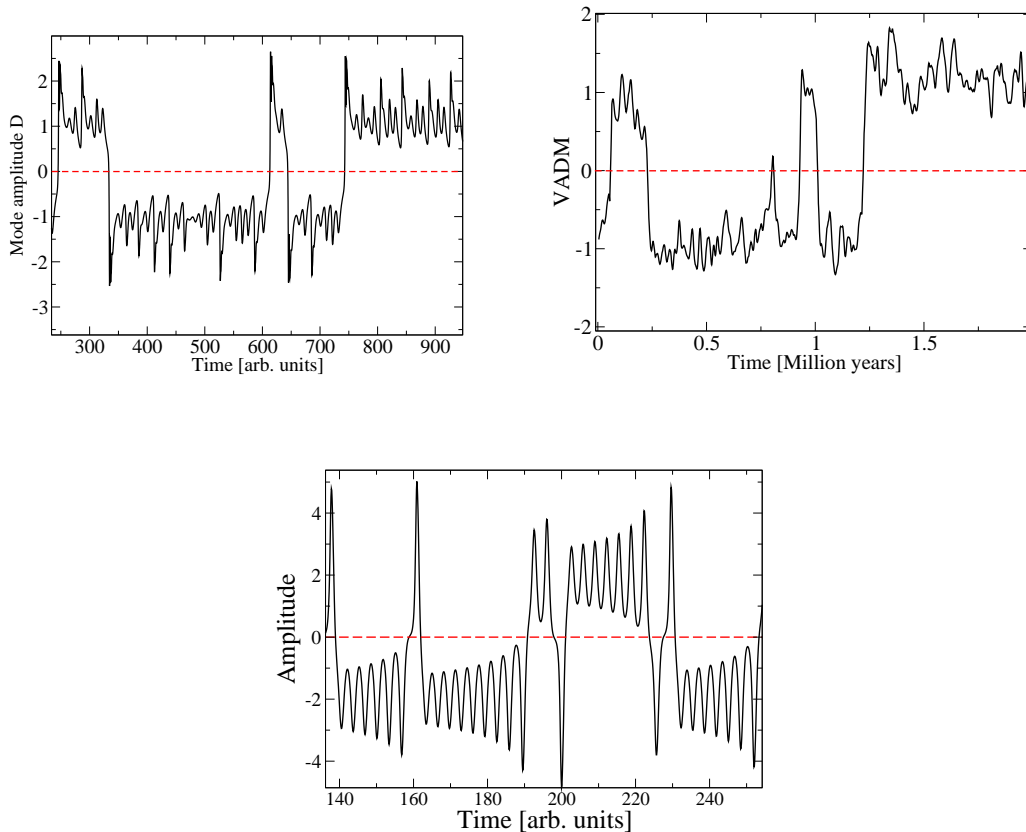 2
1
0
-1
-2
-3
Mode amplitude D
300 400 500 600 700 800 900
Time [arb. units]
2
1
0
-1
-2
VADM
0 0.5 1 1.5
Time [Million years]
4
2
0
-2
-4
Amplitude
140 160 180 200 220 240
Time [arb. units]